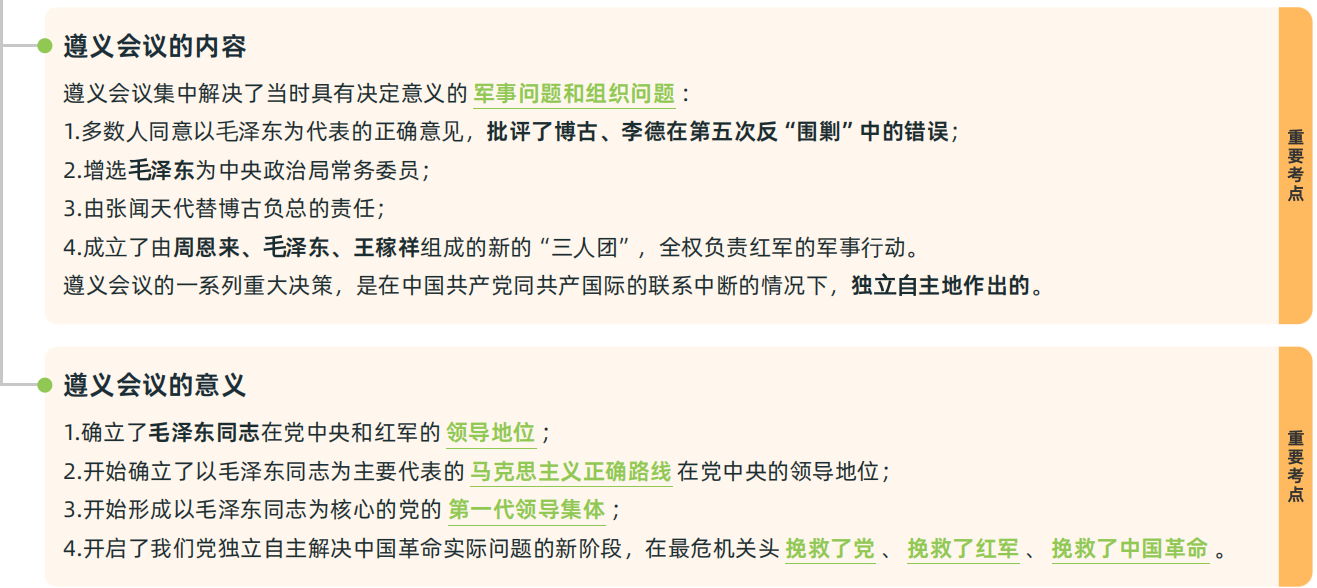 遵义会议的内容
遵义会议集中解决了当时具有决定意义的 军事问题和组织问题 ：
1.多数人同意以毛泽东为代表的正确意见，批评了博古、李德在第五次反“围剿”中的错误；
2.增选毛泽东为中央政治局常务委员；
3.由张闻天代替博古负总的责任；
4.成立了由周恩来、毛泽东、王稼祥组成的新的“三人团”，全权负责红军的军事行动。
遵义会议的一系列重大决策，是在中国共产党同共产国际的联系中断的情况下，独立自主地作出的。
重要考点
遵义会议的意义
1.确立了毛泽东同志在党中央和红军的 领导地位 ；
2.开始确立了以毛泽东同志为主要代表的 马克思主义正确路线 在党中央的领导地位；
3.开始形成以毛泽东同志为核心的党的 第一代领导集体 ；
4.开启了我们党独立自主解决中国革命实际问题的新阶段，在最危机关头 挽救了党 、 挽救了红军 、 挽救了中国革命 。
重要考点